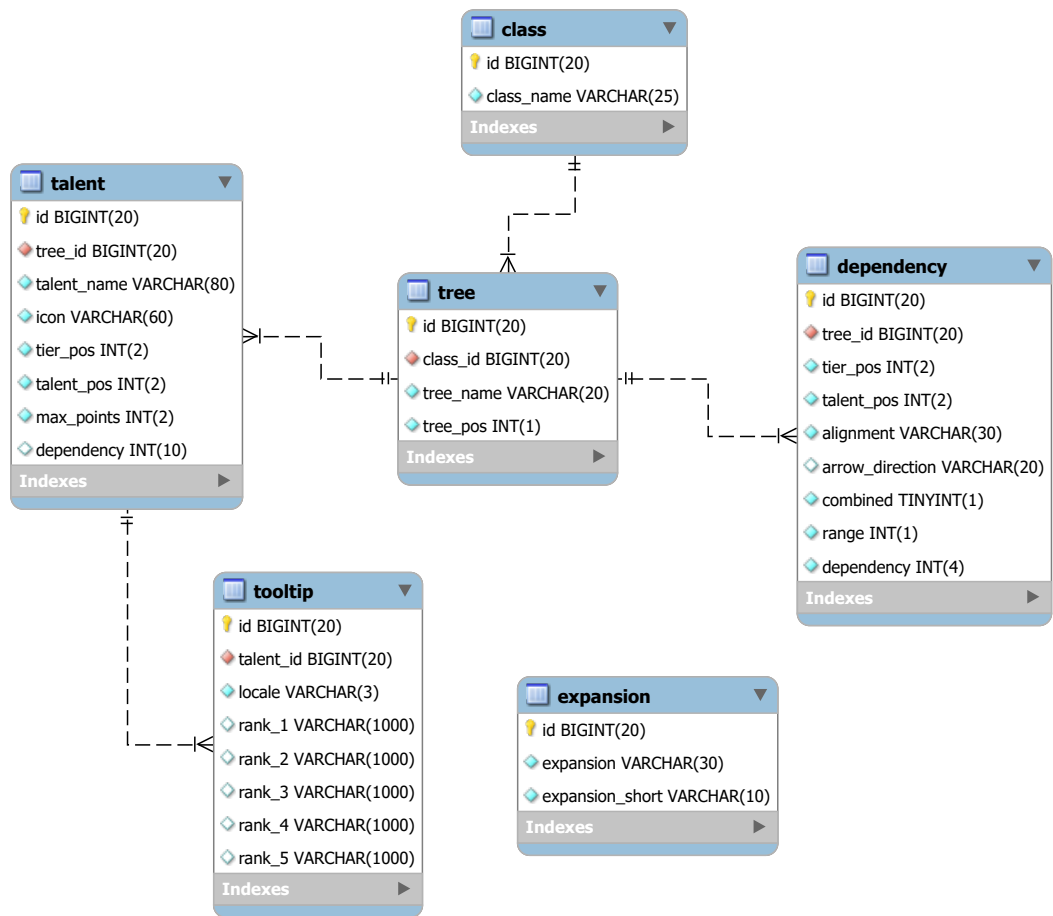 class
id BIGINT(20)
class_name VARCHAR(25)
Indexes
talent
id BIGINT(20)
tree_id BIGINT(20)
talent_name VARCHAR(80)
icon VARCHAR(60)
tier_pos INT(2)
talent_pos INT(2)
max_points INT(2)
dependency INT(10)
Indexes
tree
id BIGINT(20)
class_id BIGINT(20)
tree_name VARCHAR(20)
tree_pos INT(1)
Indexes
dependency
id BIGINT(20)
tree_id BIGINT(20)
tier_pos INT(2)
talent_pos INT(2)
alignment VARCHAR(30)
arrow_direction VARCHAR(20)
combined TINYINT(1)
range INT(1)
dependency INT(4)
Indexes
tooltip
id BIGINT(20)
talent_id BIGINT(20)
locale VARCHAR(3)
rank_1 VARCHAR(1000)
rank_2 VARCHAR(1000)
rank_3 VARCHAR(1000)
rank_4 VARCHAR(1000)
rank_5 VARCHAR(1000)
Indexes
expansion
id BIGINT(20)
expansion VARCHAR(30)
expansion_short VARCHAR(10)
Indexes